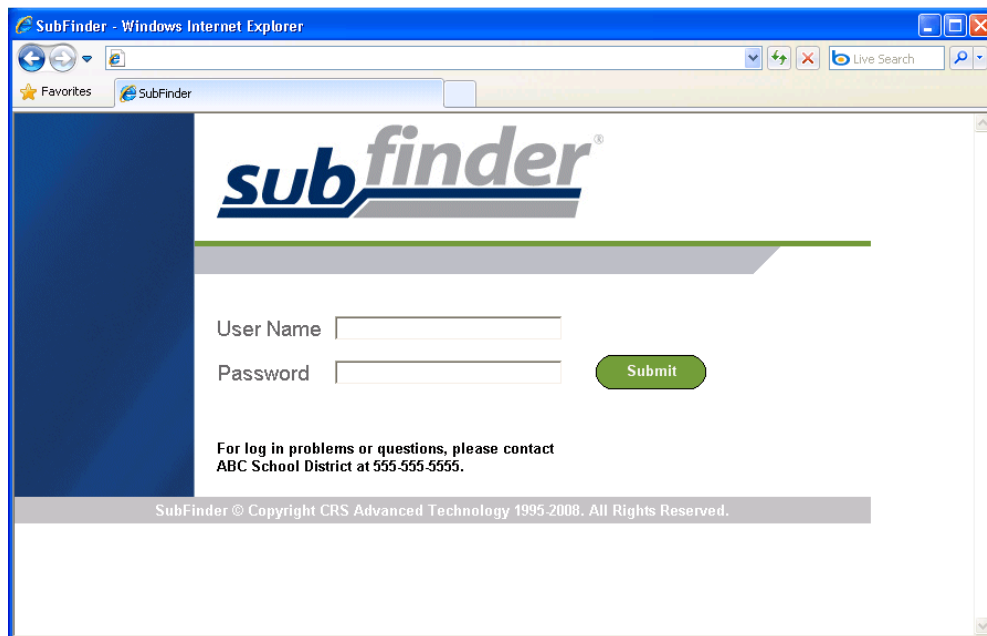 SubFinder - Windows Internet Explorer
Live Search
Favorites
SubFinder
subfinder®
User Name
Password
Submit
For log in problems or questions, please contact
ABC School District at 555-555-5555.
SubFinder © Copyright CRS Advanced Technology 1995-2008. All Rights Reserved.